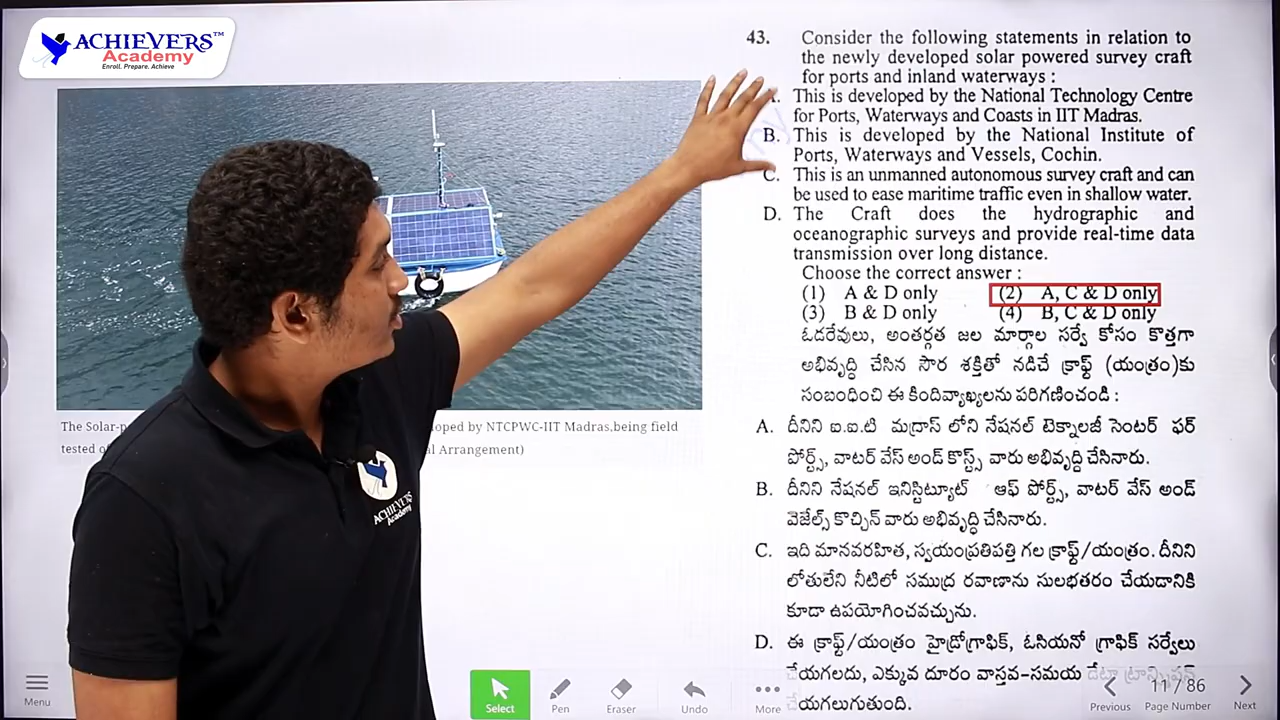 ACHIEVERS™
Academy
Enroll. Prepare. Achieve
43. Consider the following statements in relation to
the newly developed solar powered survey craft
for ports and inland waterways :
This is developed by the National Technology Centre
for Ports, Waterways and Coasts in IIT Madras.
B. This is developed by the National Institute of
Ports, Waterways and Vessels, Cochin.
C. This is an unmanned autonomous survey craft and can
be used to ease maritime traffic even in shallow water.
D. The Craft does the hydrographic and
oceanographic surveys and provide real-time data
transmission over long distance.
Choose the correct answer :
(1) A & D only (2) A, C & D only
(3) B & D only (4) B, C & D only
ఓడరేవులు, అంతర్గత జల మార్గాల సర్వే కోసం కొత్తగా
అభివృద్ధి చేసిన సౌర శక్తితో నడిచే క్రాఫ్ట్ (యంత్రం)కు
సంబంధించి ఈ కిందివ్యాఖ్యలను పరిగణించండి :
A. దీనిని ఐ.ఐ.టి మద్రాస్ లోని నేషనల్ టెక్నాలజీ సెంటర్ ఫర్
పోర్ట్స్, వాటర్ వేస్ అండ్ కొస్ట్స్ వారు అభివృద్ధి చేసినారు.
B. దీనిని నేషనల్ ఇనిస్టిట్యూట్ ఆఫ్ పోర్ట్స్, వాటర్ వేస్ అండ్
వెజేల్స్ కొచ్చిన్ వారు అభివృద్ధి చేసినారు.
C. ఇది మానవరహిత, స్వయంప్రతిపత్తి గల క్రాఫ్ట్/యంత్రం. దీనిని
లోతులేని నీటిలో సముద్ర రవాణాను సులభతరం చేయడానికి
కూడా ఉపయోగించవచ్చును.
D. ఈ క్రాఫ్ట్/యంత్రం హైడ్రోగ్రాఫిక్, ఓసియనో గ్రాఫిక్ సర్వేలు
చేయగలదు, ఎక్కువ దూరం వాస్తవ-సమయ డేటా ట్రాన్స్మిషన్
చేయగలుగుతుంది.
The Solar-p
oped by NTCPWC-IIT Madras,being field
tested of
al Arrangement)
ACHIEVERS
Academy
Menu
Select
Pen
Eraser
Undo
More
Previous
11 / 86
Page Number
Next